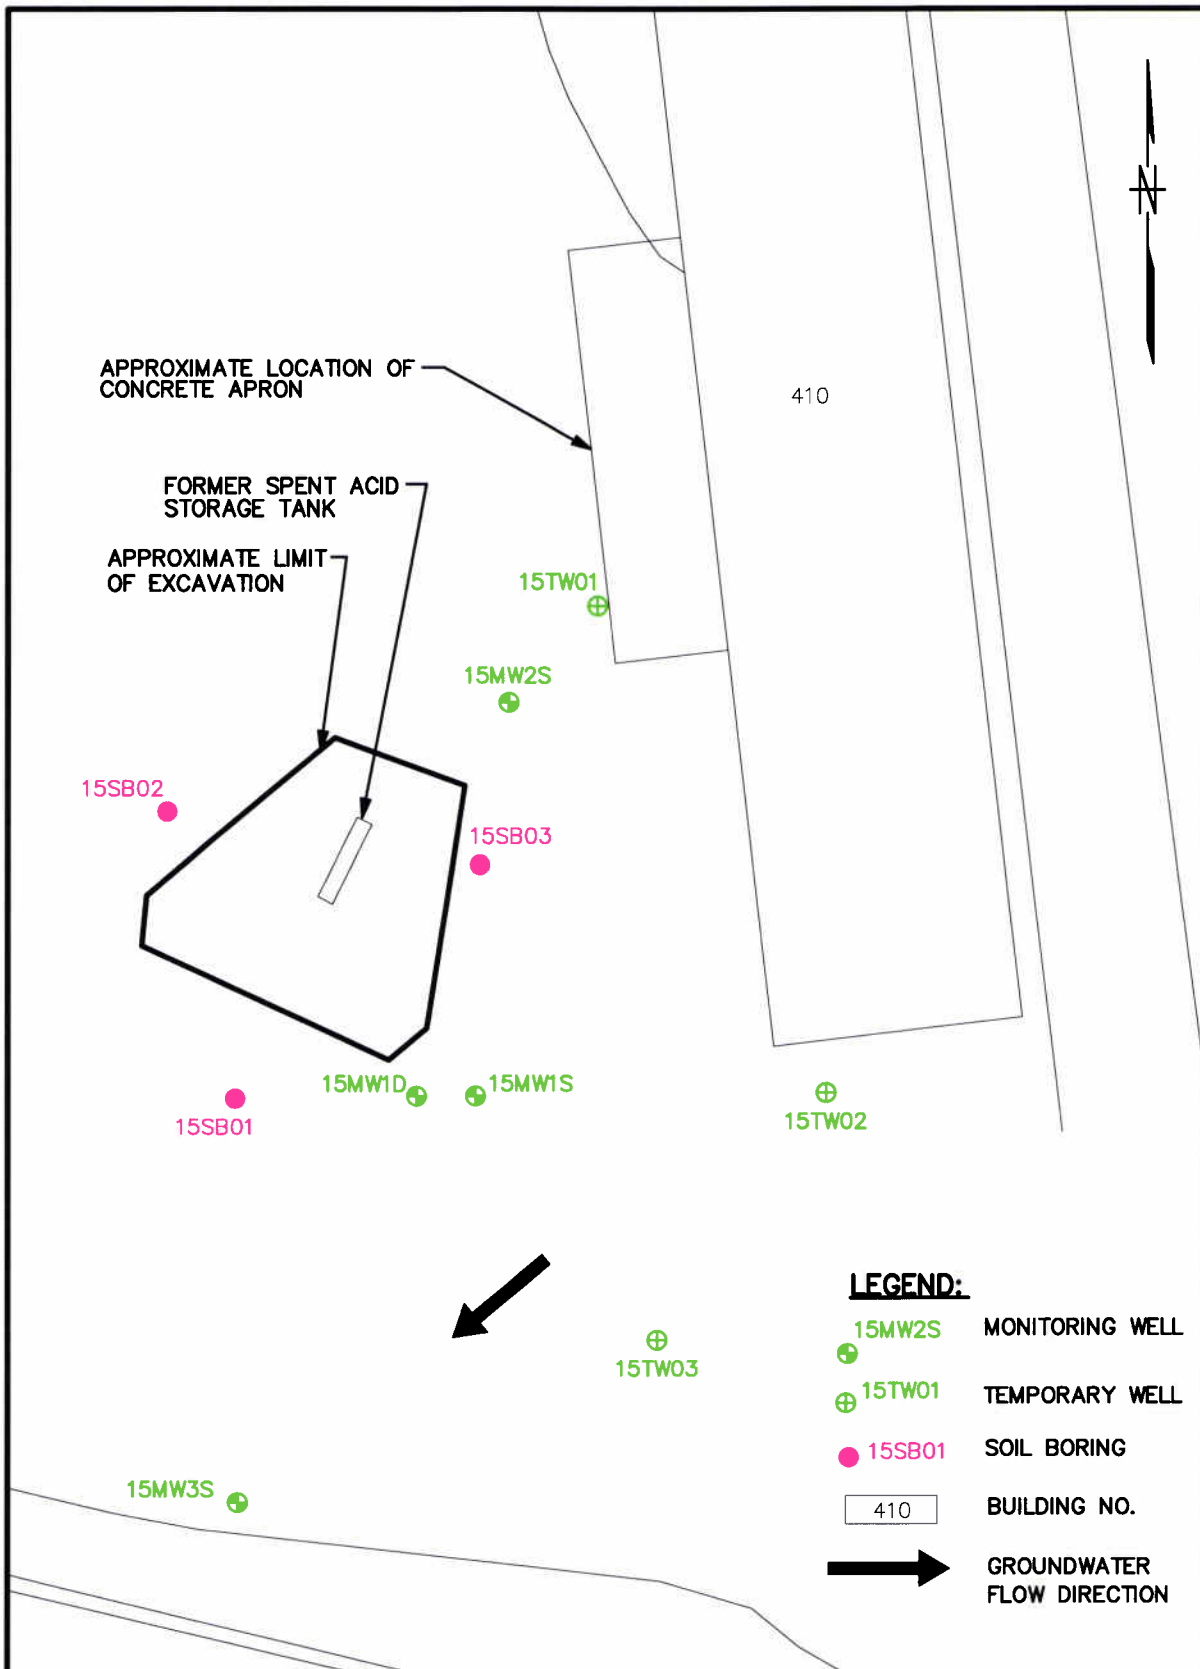 N
APPROXIMATE LOCATION OF
CONCRETE APRON
410
FORMER SPENT ACID
STORAGE TANK
APPROXIMATE LIMIT
OF EXCAVATION
15TW01
15MW2S
15SB02
15SB03
15MW1D
15MW1S
15SB01
15TW02
15TW03
15MW3S
LEGEND:
15MW2S MONITORING WELL
15TW01 TEMPORARY WELL
15SB01 SOIL BORING
410 BUILDING NO.
GROUNDWATER
FLOW DIRECTION